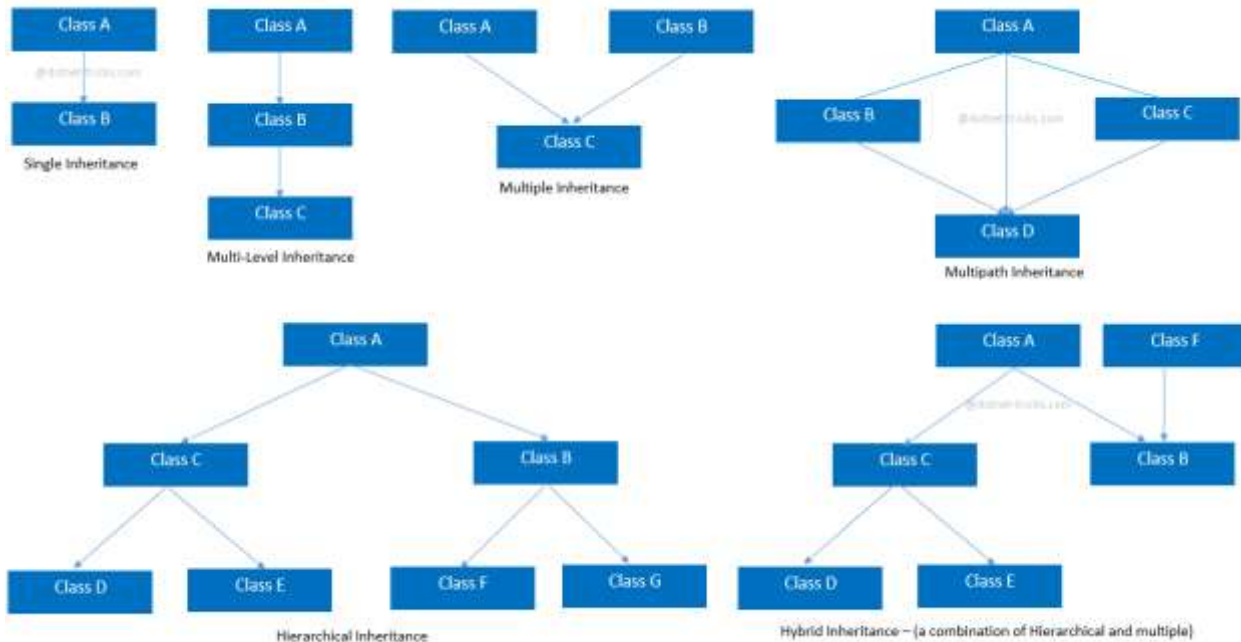 Class A
Class B
Single Inheritance
Class A
Class B
Class C
Multi-Level Inheritance
Class A
Class B
Class C
Multiple Inheritance
Class A
Class B
Class C
Class D
Multipath Inheritance
Class A
Class C
Class B
Class D
Class E
Class F
Class G
Hierarchical Inheritance
Class A
Class F
Class C
Class B
Class D
Class E
Hybrid Inheritance – (a combination of Hierarchical and multiple)